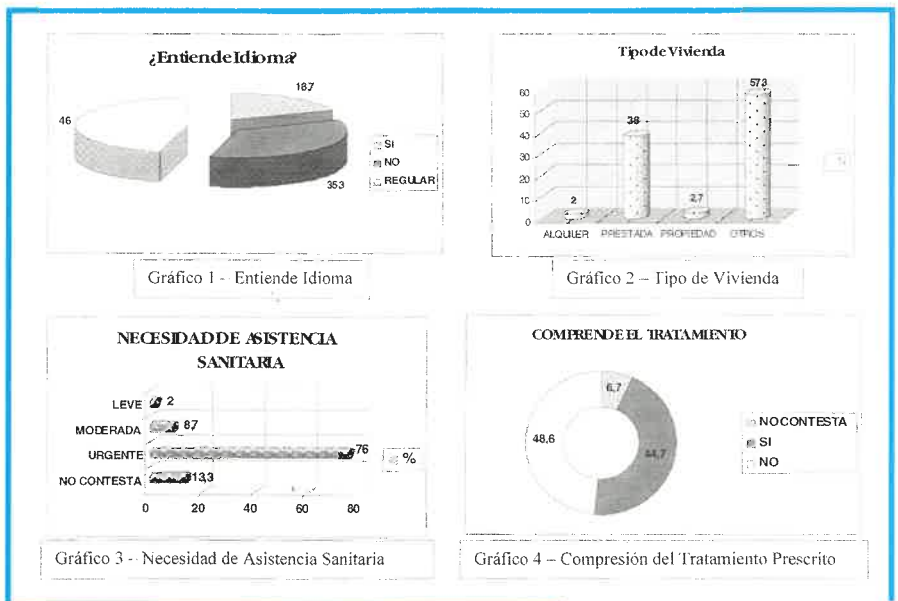 ¿Entiende Idioma?
187
46
353
SI
NO
REGULAR
Gráfico 1 - Entiende Idioma
Tipo de Vivienda
573
60
50
40
30
20
10
0
2
38
2,7
ALQUILER PRESTADA PROPIEDAD OTROS
Gráfico 2 – Tipo de Vivienda
NECESIDAD DE ASISTENCIA
SANITARIA
LEVE 2
MODERADA 8,7
URGENTE 76
NO CONTESTA 13,3
0 20 40 60 80
%
Gráfico 3 - Necesidad de Asistencia Sanitaria
COMPRENDE EL TRATAMIENTO
6,7
48,6
44,7
NO CONTESTA
SI
NO
Gráfico 4 – Compresión del Tratamiento Prescrito